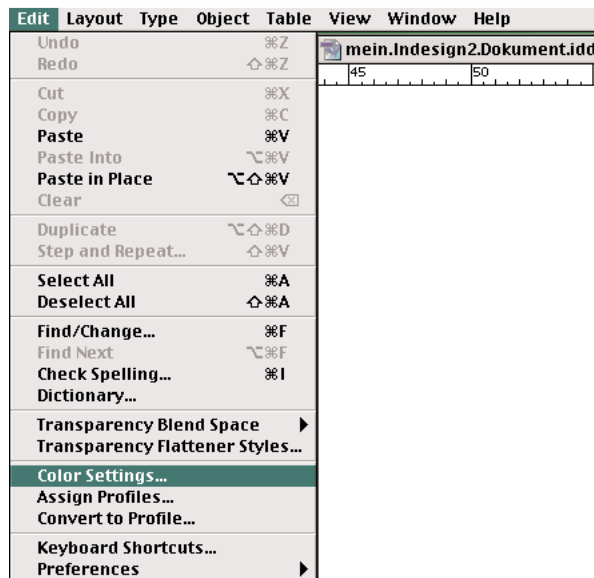 Edit Layout Type Object Table View Window Help
Undo ⌘Z
Redo ⇧⌘Z
Cut ⌘X
Copy ⌘C
Paste ⌘V
Paste Into ⌥⌘V
Paste in Place ⌥⇧⌘V
Clear ⌫
Duplicate ⌥⇧⌘D
Step and Repeat... ⇧⌘V
Select All ⌘A
Deselect All ⇧⌘A
Find/Change... ⌘F
Find Next ⌥⌘F
Check Spelling... ⌘I
Dictionary...
Transparency Blend Space
Transparency Flattener Styles...
Color Settings...
Assign Profiles...
Convert to Profile...
Keyboard Shortcuts...
Preferences
mein.Indesign2.Dokument.idd
45 50